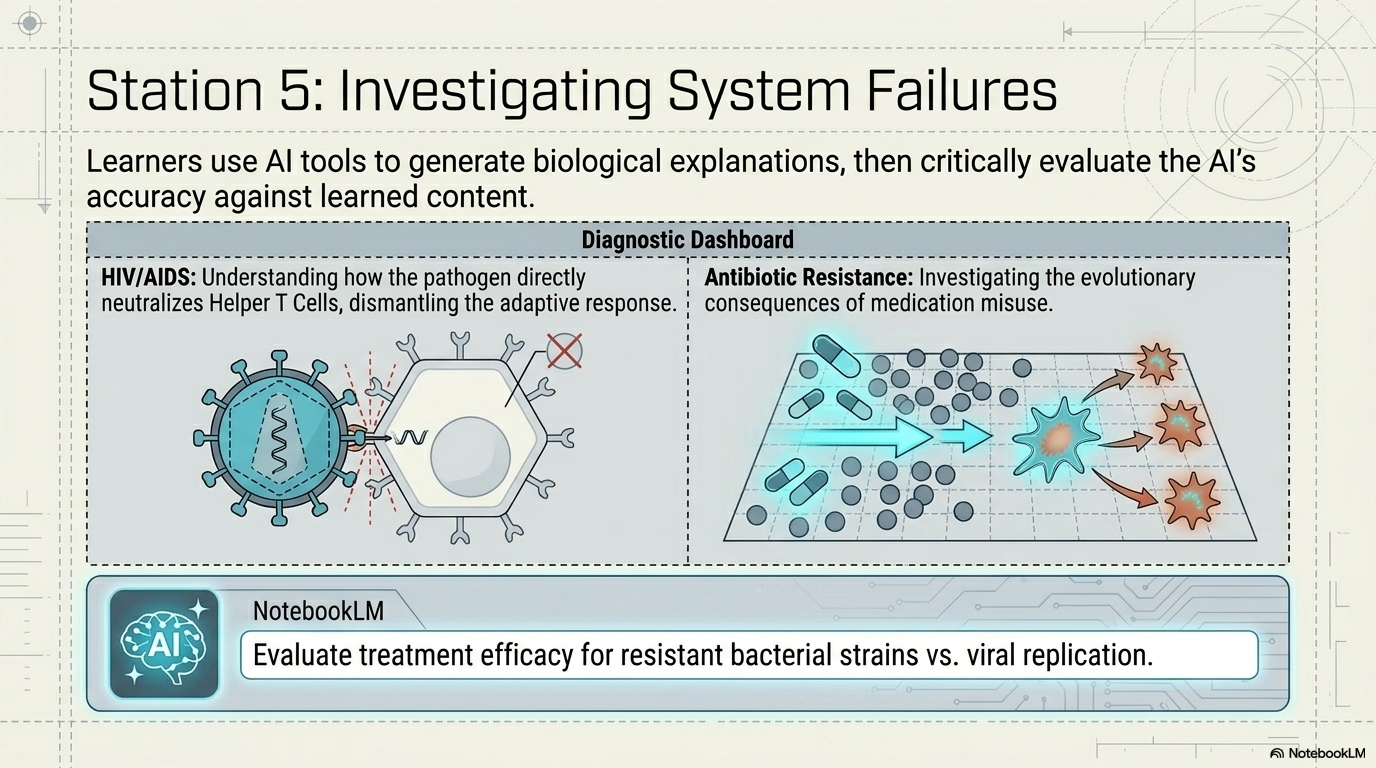 Station 5: Investigating System Failures
Learners use AI tools to generate biological explanations, then critically evaluate the AI’s
accuracy against learned content.
Diagnostic Dashboard
HIV/AIDS: Understanding how the pathogen directly
neutralizes Helper T Cells, dismantling the adaptive response.
Antibiotic Resistance: Investigating the evolutionary
consequences of medication misuse.
AI
NotebookLM
Evaluate treatment efficacy for resistant bacterial strains vs. viral replication.
NotebookLM